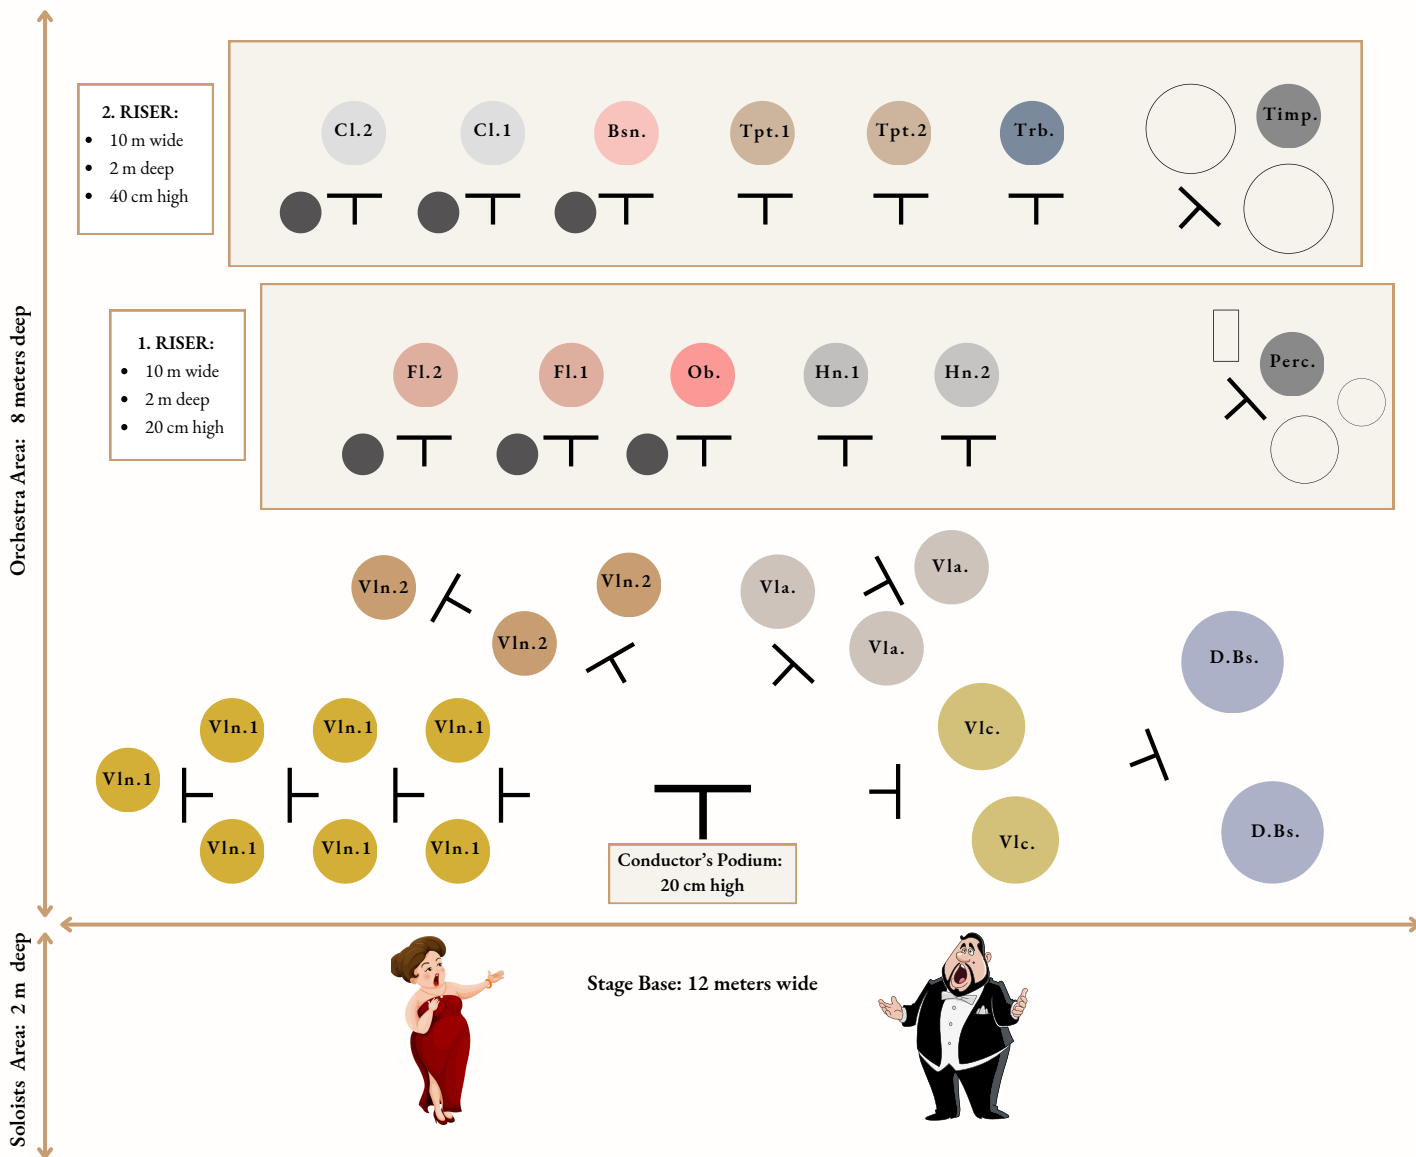 2. RISER:
10 m wide
2 m deep
40 cm high
Cl.2
Cl.1
Bsn.
Tpt.1
Tpt.2
Trb.
Timp.
1. RISER:
10 m wide
2 m deep
20 cm high
Fl.2
Fl.1
Ob.
Hn.1
Hn.2
Perc.
Orchestra Area: 8 meters deep
Vln.2
Vln.2
Vln.2
Vla.
Vla.
Vla.
D.Bs.
Vln.1
Vln.1
Vln.1
Vln.1
Vlc.
Vln.1
Vln.1
Vln.1
Vlc.
D.Bs.
Conductor’s Podium:
20 cm high
Soloists Area: 2 m deep
Stage Base: 12 meters wide